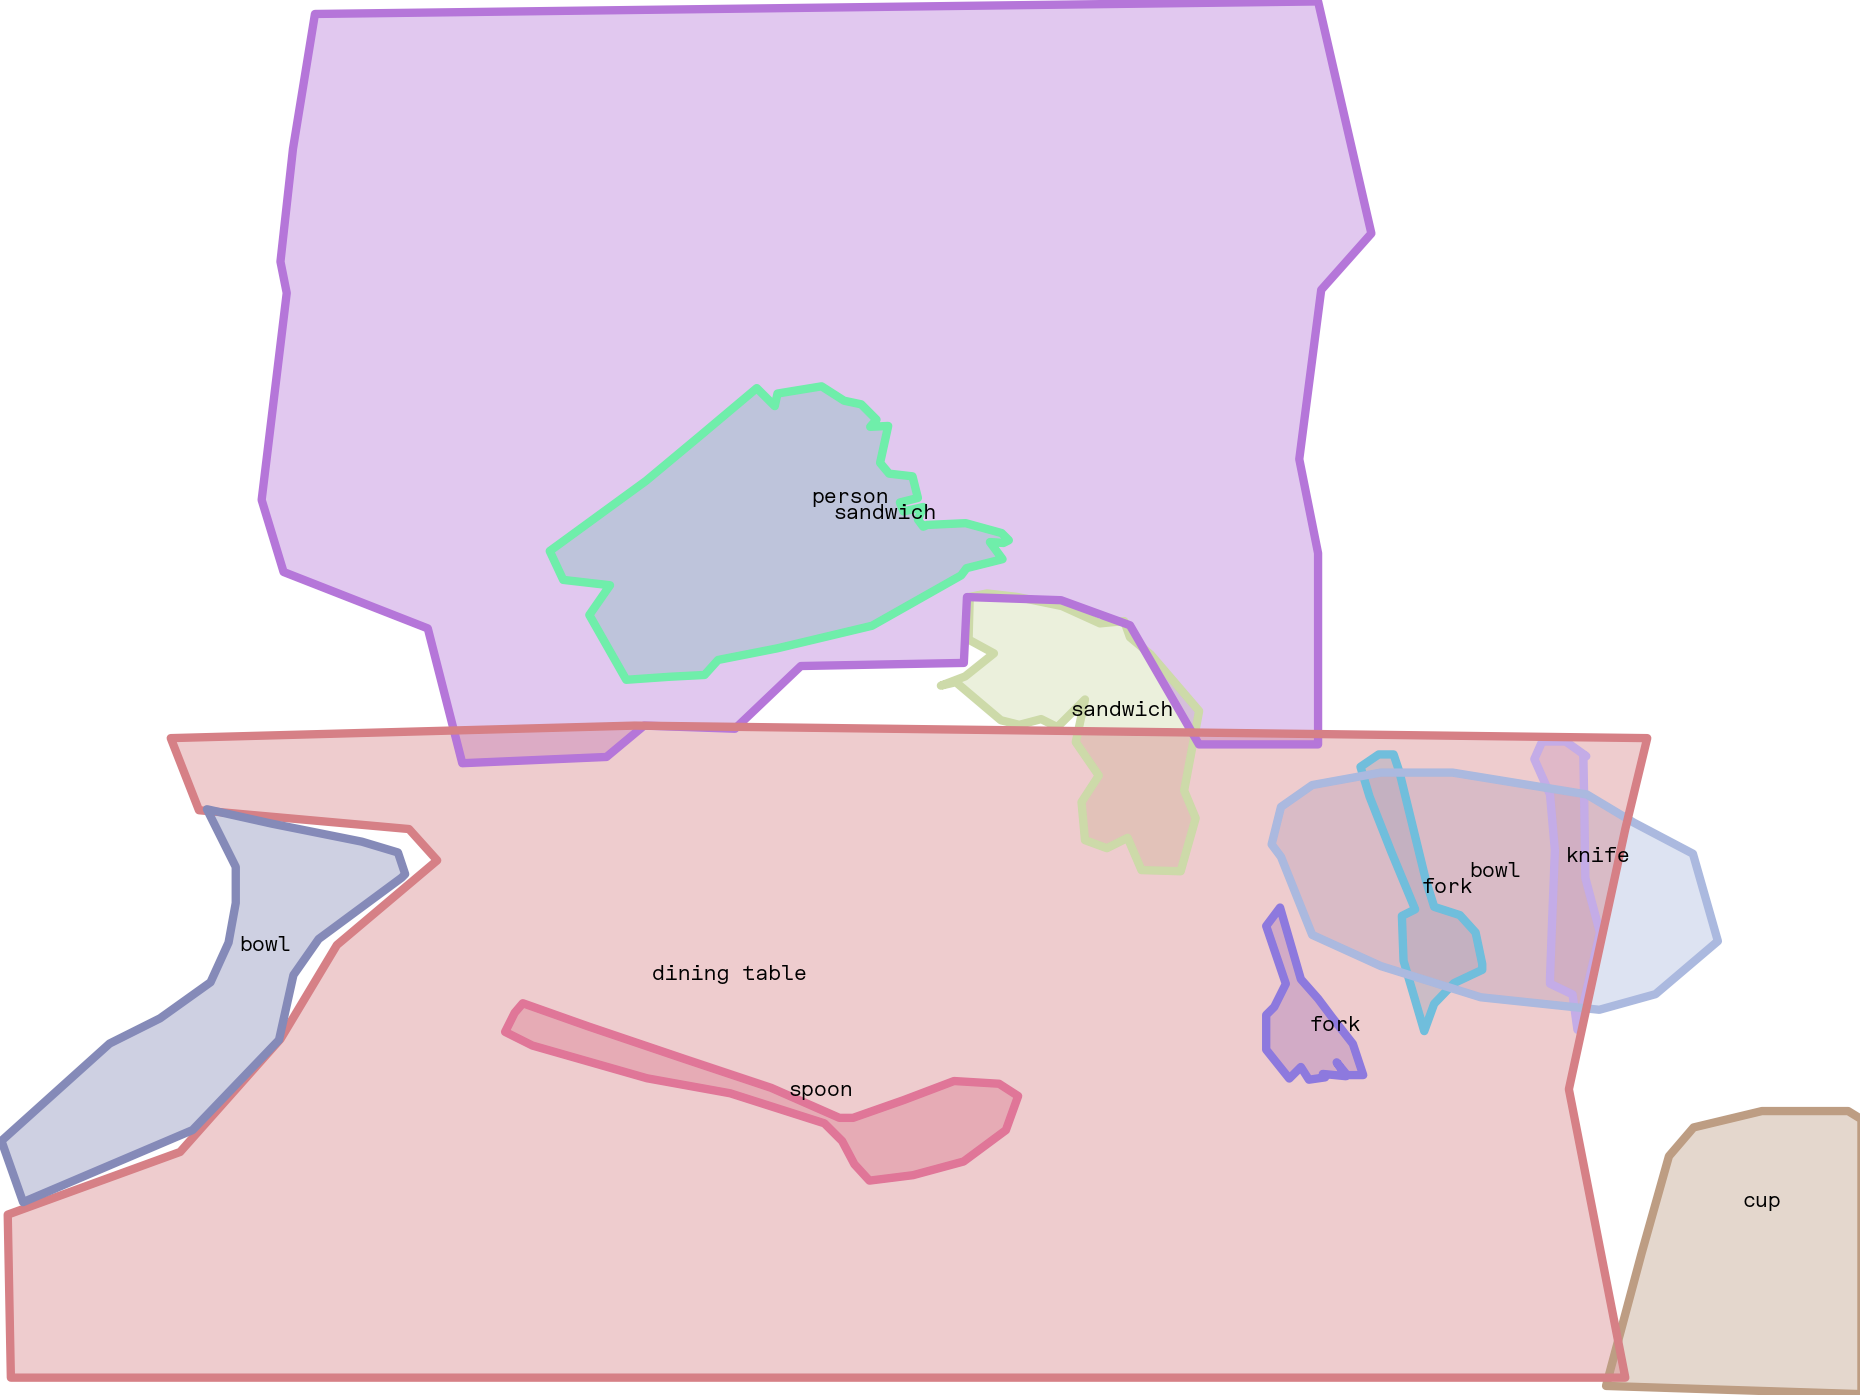 person
sandwich
sandwich
knife
bowl
fork
bowl
dining table
fork
spoon
cup